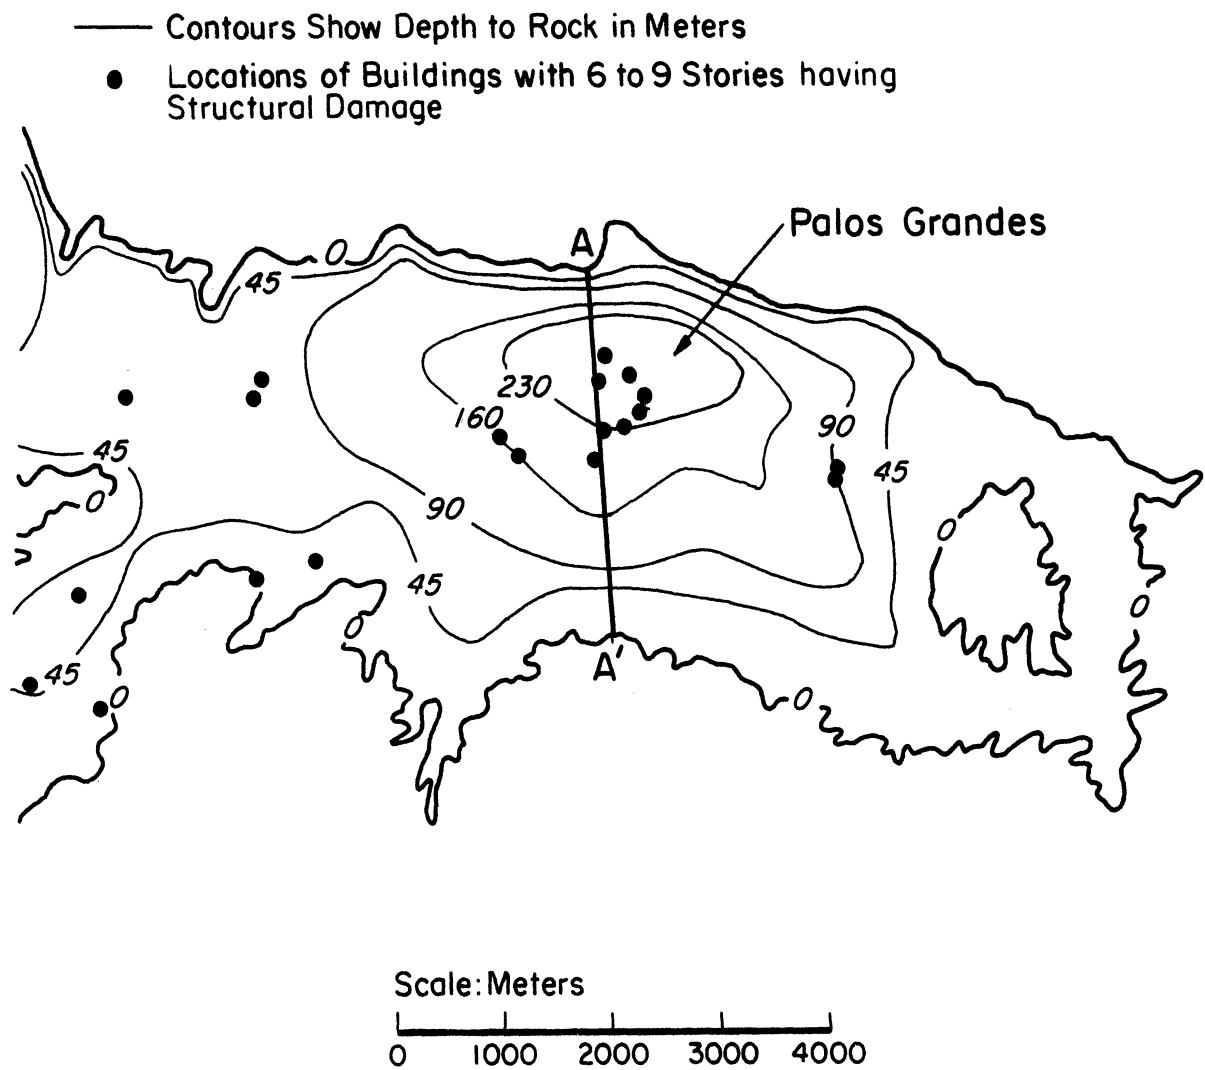 Contours Show Depth to Rock in Meters
Locations of Buildings with 6 to 9 Stories having
Structural Damage
Palos Grandes
A
0
45
230
160
90
45
45
0
90
0
45
0
0
A'
45
0
0
Scale: Meters
0 1000 2000 3000 4000